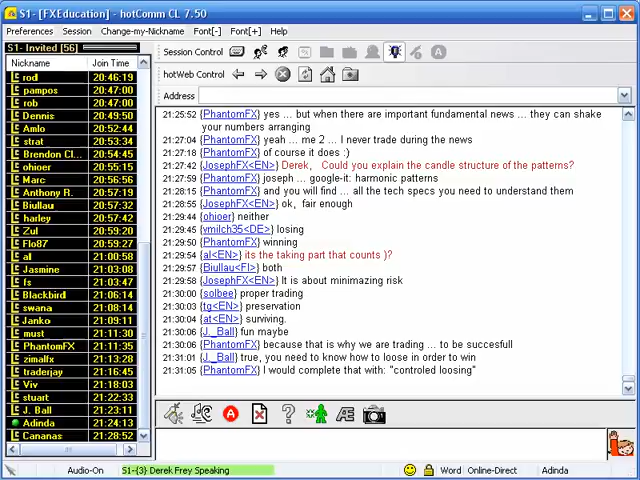 S1- [FXEducation] - hotComm CL 7.50
Preferences Session Change-my-Nickname Font[-] Font[+] Help
S1- Invited [56]
Nickname Join Time
rod 20:46:19
pampos 20:47:00
rob 20:47:00
Dennis 20:49:50
Amlo 20:52:44
strat 20:53:34
Brendon Cl... 20:54:45
ohioer 20:55:15
Marc 20:56:56
Anthony R. 20:57:19
Biullau 20:57:32
harley 20:57:42
Zul 20:59:20
Flo87 20:59:27
al 21:00:58
Jasmine 21:03:08
fs 21:03:47
Blackbird 21:06:14
swana 21:08:14
Janko 21:09:11
must 21:11:30
PhantomFX 21:11:35
zimalfx 21:13:28
traderjay 21:16:45
Viv 21:18:03
stuart 21:22:33
J. Ball 21:23:11
Adinda 21:24:13
Cananas 21:28:52
Session Control
hotWeb Control
Address
21:25:52 {PhantomFX} yes ... but when there are important fundamental news ... they can shake
your numbers arranging
21:27:04 {PhantomFX} yeah ... me 2 ... I never trade during the news
21:27:18 {PhantomFX} of course it does :)
21:27:42 {JosephFX<EN>} Derek, Could you explain the candle structure of the patterns?
21:27:59 {PhantomFX} joseph ... google-it: harmonic patterns
21:28:15 {PhantomFX} and you will find ... all the tech specs you need to understand them
21:28:55 {JosephFX<EN>} ok, fair enough
21:29:44 {ohioer} neither
21:29:45 {vmilch35<DE>} losing
21:29:50 {PhantomFX} winning
21:29:54 {al<EN>} its the taking part that counts )?
21:29:57 {Biullau<FI>} both
21:29:58 {JosephFX<EN>} It is about minimazing risk
21:30:00 {solbee} proper trading
21:30:03 {tg<EN>} preservation
21:30:04 {at<EN>} surviving.
21:30:06 {J._Ball} fun maybe
21:30:06 {PhantomFX} because that is why we are trading ... to be succesfull
21:31:01 {J._Ball} true, you need to know how to loose in order to win
21:31:05 {PhantomFX} I would complete that with: "controled loosing"
Audio-On S1-{3} Derek Frey Speaking Word Online-Direct Adinda